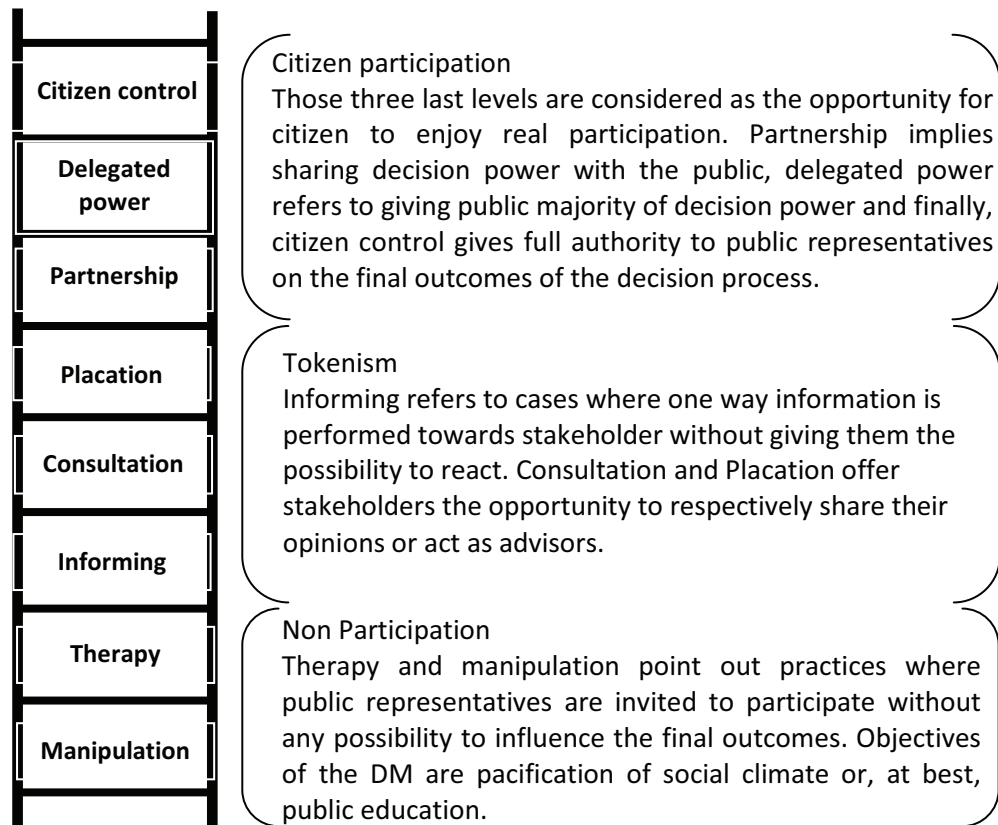 Citizen control
Delegated
power
Partnership
Placation
Consultation
Informing
Therapy
Manipulation
Citizen participation
Those three last levels are considered as the opportunity for
citizen to enjoy real participation. Partnership implies
sharing decision power with the public, delegated power
refers to giving public majority of decision power and finally,
citizen control gives full authority to public representatives
on the final outcomes of the decision process.
Tokenism
Informing refers to cases where one way information is
performed towards stakeholder without giving them the
possibility to react. Consultation and Placation offer
stakeholders the opportunity to respectively share their
opinions or act as advisors.
Non Participation
Therapy and manipulation point out practices where
public representatives are invited to participate without
any possibility to influence the final outcomes. Objectives
of the DM are pacification of social climate or, at best,
public education.